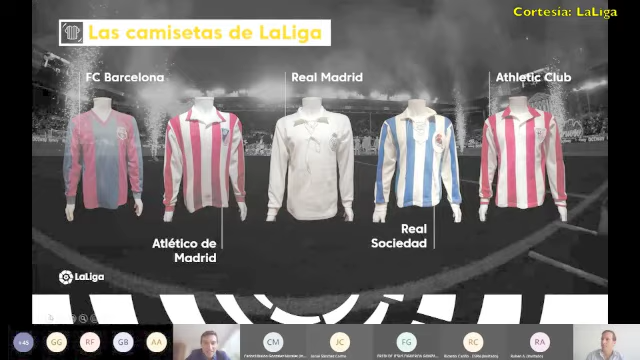 Cortesía: LaLiga
Las camisetas de LaLiga
FC Barcelona
Real Madrid
Athletic Club
Atlético de
Madrid
Real
Sociedad
LaLiga
+45
GG
RF
GB
AA
CM
JC
FG
RC
RA